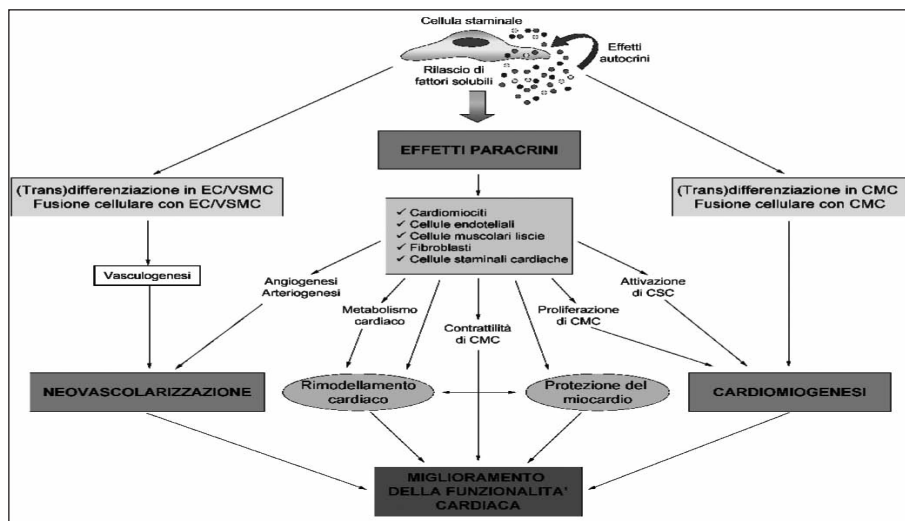 Cellula staminale
Effetti
autocrini
Rilascio di
fattori solubili
EFFETTI PARACRINI
(Trans)differenziazione in EC/VSMC
Fusione cellulare con EC/VSMC
(Trans)differenziazione in CMC
Fusione cellulare con CMC
✓ Cardiomiociti
✓ Cellule endoteliali
✓ Cellule muscolari liscie
✓ Fibroblasti
✓ Cellule staminali cardiache
Vasculogenesi
Angiogenesi
Arteriogenesi
Metabolismo
cardiaco
Contrattilità
di CMC
Proliferazione
di CMC
Attivazione
di CSC
NEOVASCOLARIZZAZIONE
Rimodellamento
cardiaco
Protezione del
miocardio
CARDIOMIOGENESI
MIGLIORAMENTO
DELLA FUNZIONALITA'
CARDIACA